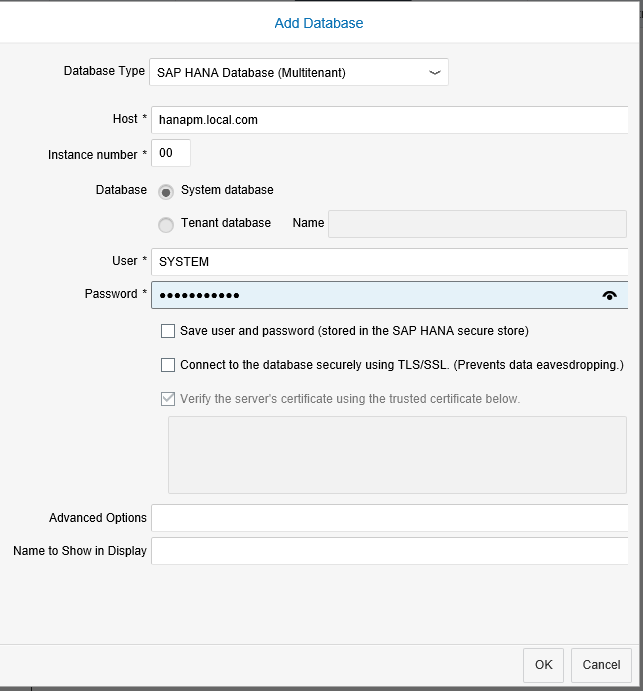 Add Database
Database Type SAP HANA Database (Multitenant)
Host * hanapm.local.com
Instance number * 00
Database System database
Tenant database Name
User * SYSTEM
Password * •••••••••••
Save user and password (stored in the SAP HANA secure store)
Connect to the database securely using TLS/SSL. (Prevents data eavesdropping.)
Verify the server's certificate using the trusted certificate below.
Advanced Options
Name to Show in Display
OK Cancel